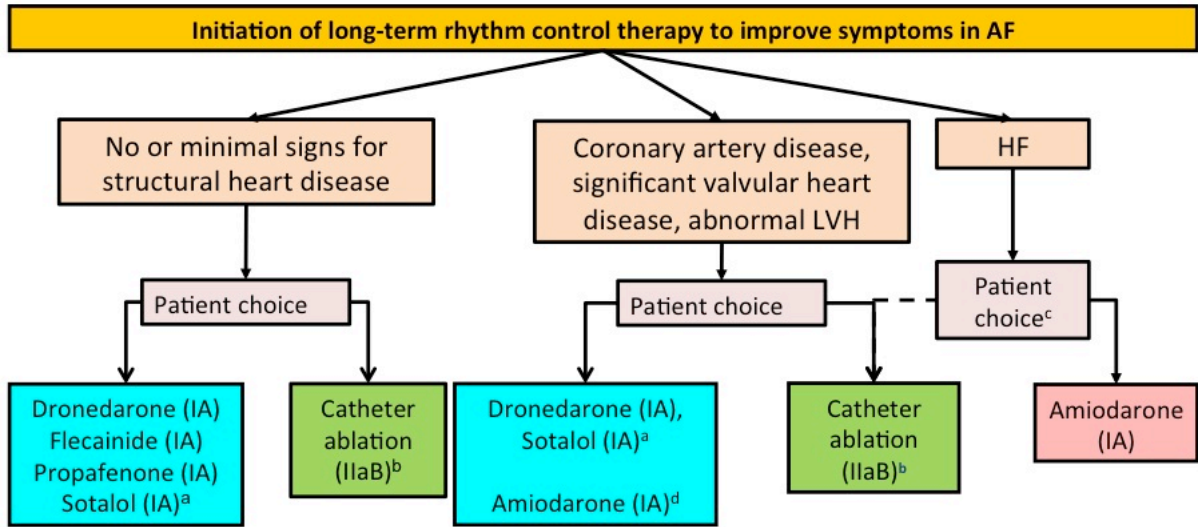 Initiation of long-term rhythm control therapy to improve symptoms in AF
No or minimal signs for
structural heart disease
Coronary artery disease,
significant valvular heart
disease, abnormal LVH
HF
Patient choice
Patient choice
Patient
choiceᶜ
Dronedarone (IA)
Flecainide (IA)
Propafenone (IA)
Sotalol (IA)ᵃ
Catheter
ablation
(IIaB)ᵇ
Dronedarone (IA),
Sotalol (IA)ᵃ
Amiodarone (IA)ᵈ
Catheter
ablation
(IIaB)ᵇ
Amiodarone
(IA)